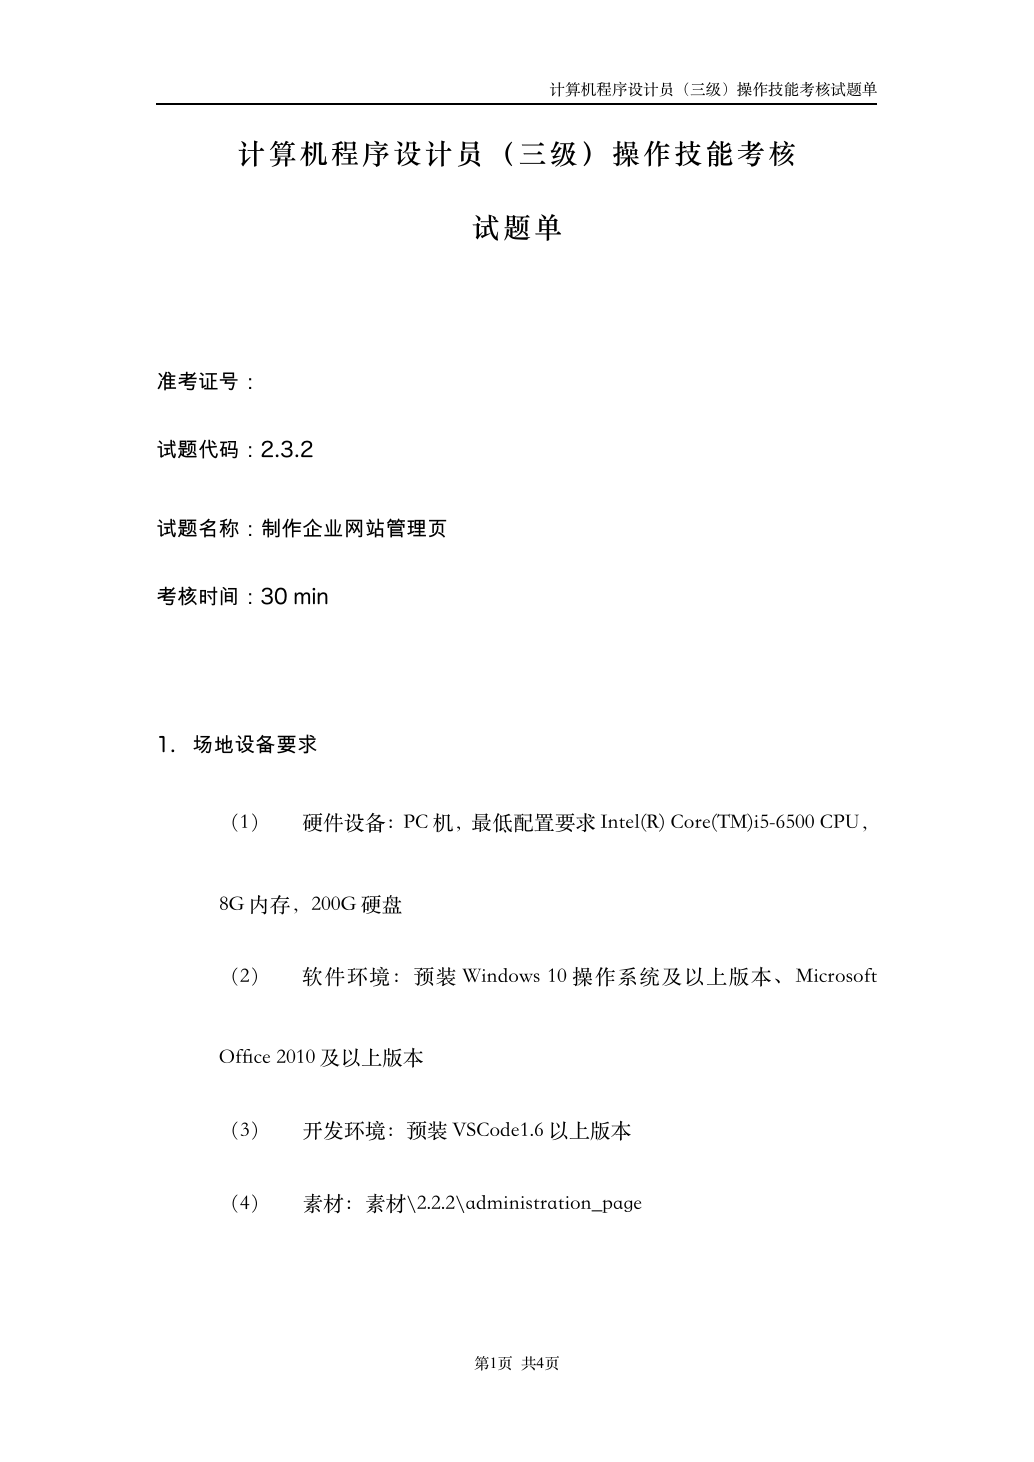 计算机程序设计员（三级）操作技能考核试题单
计算机程序设计员（三级）操作技能考核
试题单
准考证号：
试题代码：2.3.2
试题名称：制作企业网站管理页
考核时间：30 min
1. 场地设备要求
（1） 硬件设备：PC 机，最低配置要求 Intel(R) Core(TM)i5-6500 CPU，
8G 内存，200G 硬盘
（2） 软件环境：预装 Windows 10 操作系统及以上版本、Microsoft
Office 2010 及以上版本
（3） 开发环境：预装 VSCode1.6 以上版本
（4） 素材：素材\2.2.2\administration_page
第1页 共4页